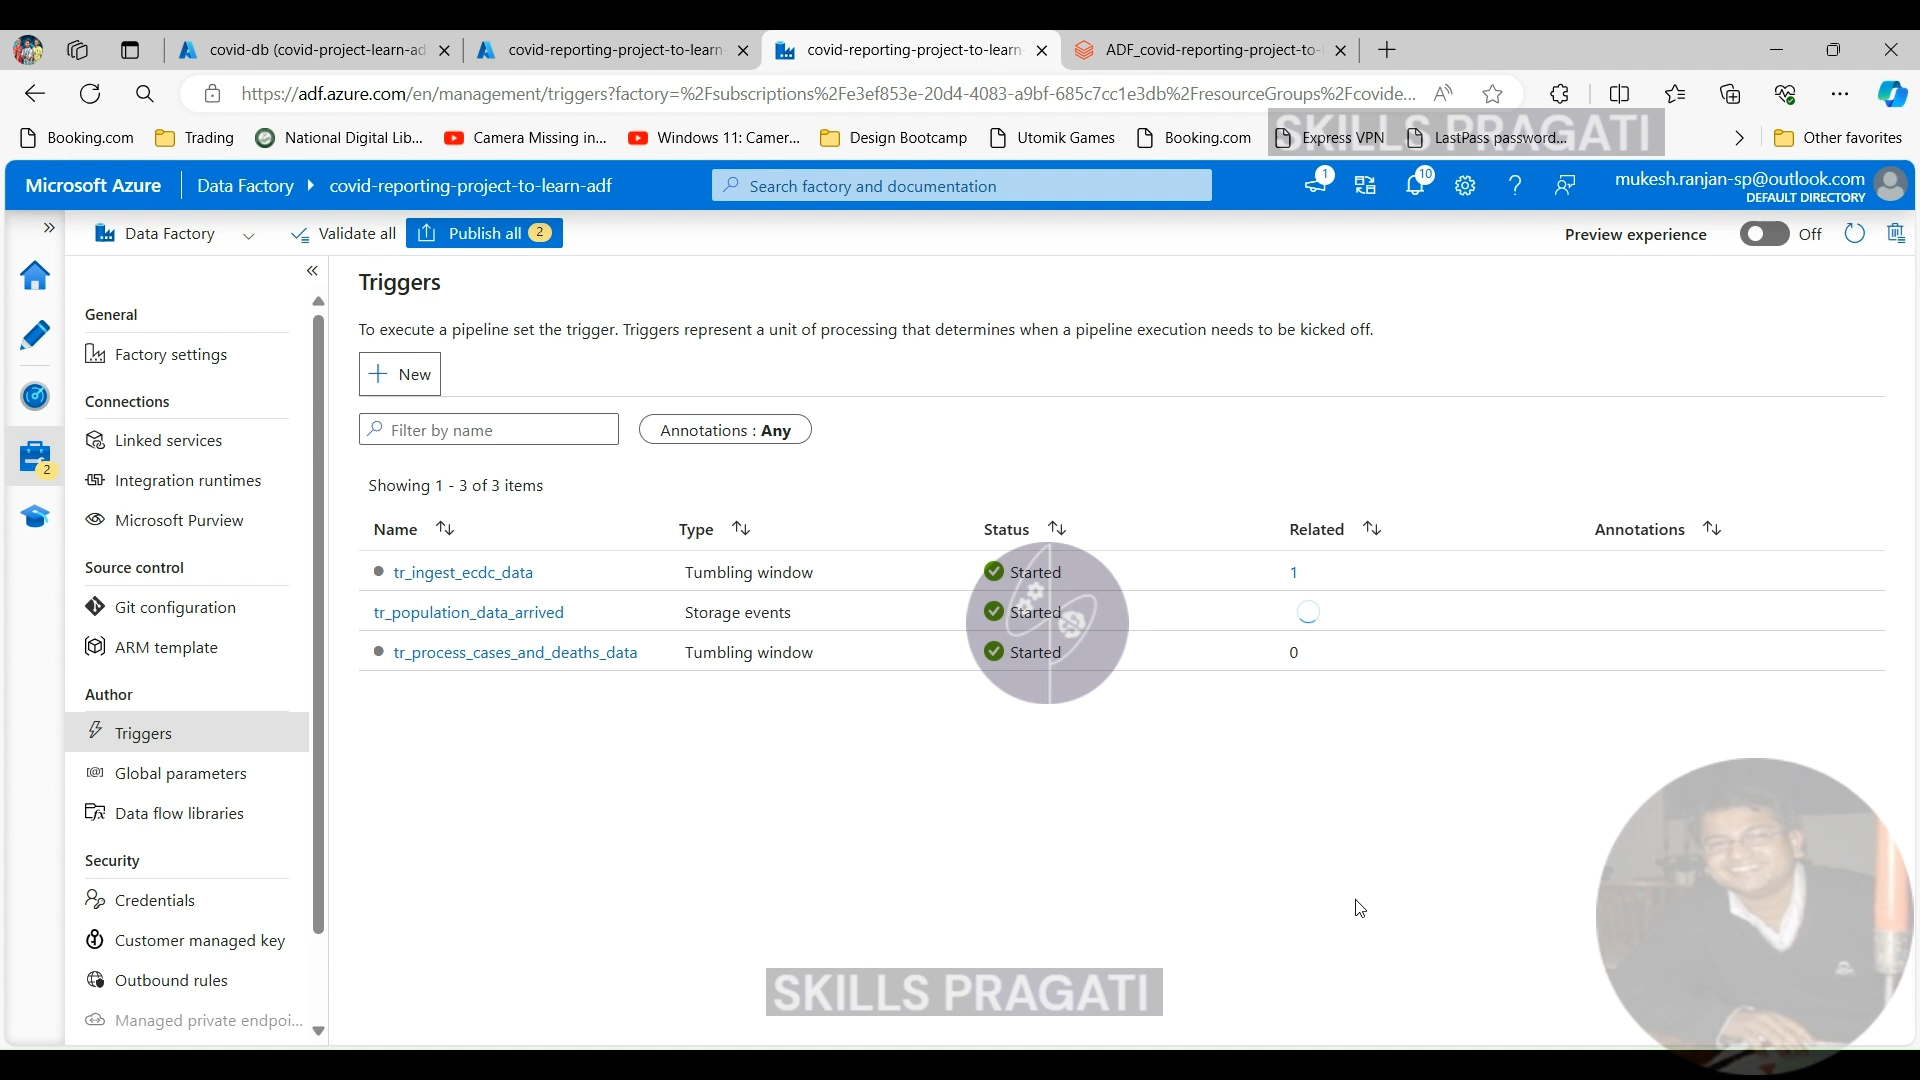 covid-db (covid-project-learn-ad
covid-reporting-project-to-learn-
covid-reporting-project-to-learn-
ADF_covid-reporting-project-to-l
https://adf.azure.com/en/management/triggers?factory=%2Fsubscriptions%2Fe3ef853e-20d4-4083-a9bf-685c7cc1e3db%2FresourceGroups%2Fcovide...
Booking.com
Trading
National Digital Lib...
Camera Missing in...
Windows 11: Camer...
Design Bootcamp
Utomik Games
Booking.com
Express VPN
LastPass password...
Other favorites
SKILLS PRAGATI
Microsoft Azure
Data Factory
covid-reporting-project-to-learn-adf
Search factory and documentation
1
10
mukesh.ranjan-sp@outlook.com
DEFAULT DIRECTORY
Data Factory
Validate all
Publish all
2
Preview experience
Off
General
Factory settings
Connections
Linked services
Integration runtimes
Microsoft Purview
Source control
Git configuration
ARM template
Author
Triggers
Global parameters
Data flow libraries
Security
Credentials
Customer managed key
Outbound rules
Managed private endpoi...
2
Triggers
To execute a pipeline set the trigger. Triggers represent a unit of processing that determines when a pipeline execution needs to be kicked off.
New
Filter by name
Annotations : Any
Showing 1 - 3 of 3 items
Name Type Status Related Annotations
tr_ingest_ecdc_data Tumbling window Started 1
tr_population_data_arrived Storage events Started
tr_process_cases_and_deaths_data Tumbling window Started 0
SKILLS PRAGATI